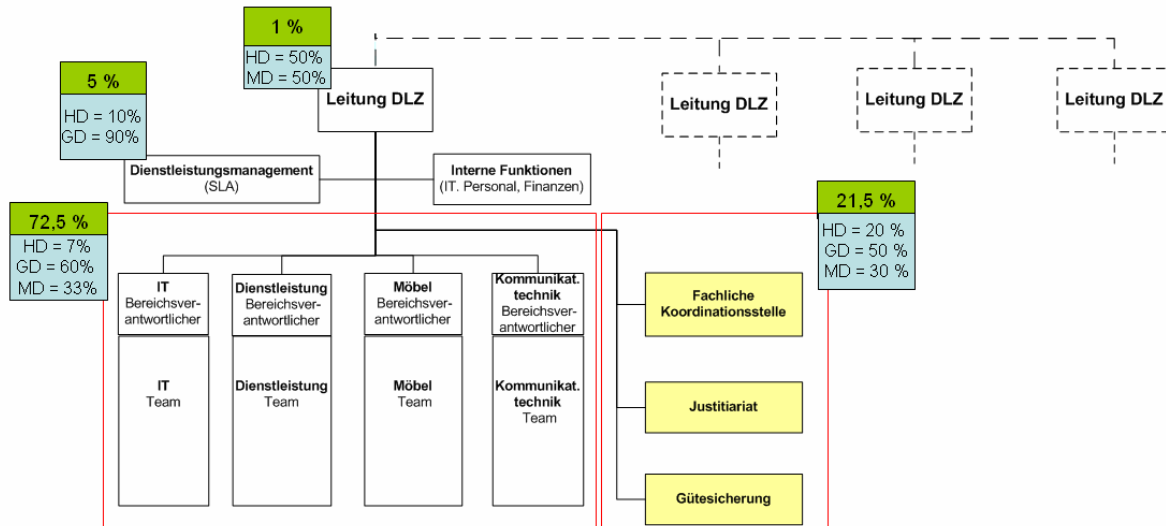 1 %
HD = 50%
MD = 50%
Leitung DLZ
Leitung DLZ
Leitung DLZ
Leitung DLZ
5 %
HD = 10%
GD = 90%
Dienstleistungsmanagement
(SLA)
Interne Funktionen
(IT. Personal, Finanzen)
72,5 %
HD = 7%
GD = 60%
MD = 33%
21,5 %
HD = 20 %
GD = 50 %
MD = 30 %
IT
Bereichsver-
antwortlicher
Dienstleistung
Bereichsver-
antwortlicher
Möbel
Bereichsver-
antwortlicher
Kommunikat.
technik
Bereichsver-
antwortlicher
IT
Team
Dienstleistung
Team
Möbel
Team
Kommunikat.
technik
Team
Fachliche
Koordinationsstelle
Justitiariat
Gütesicherung